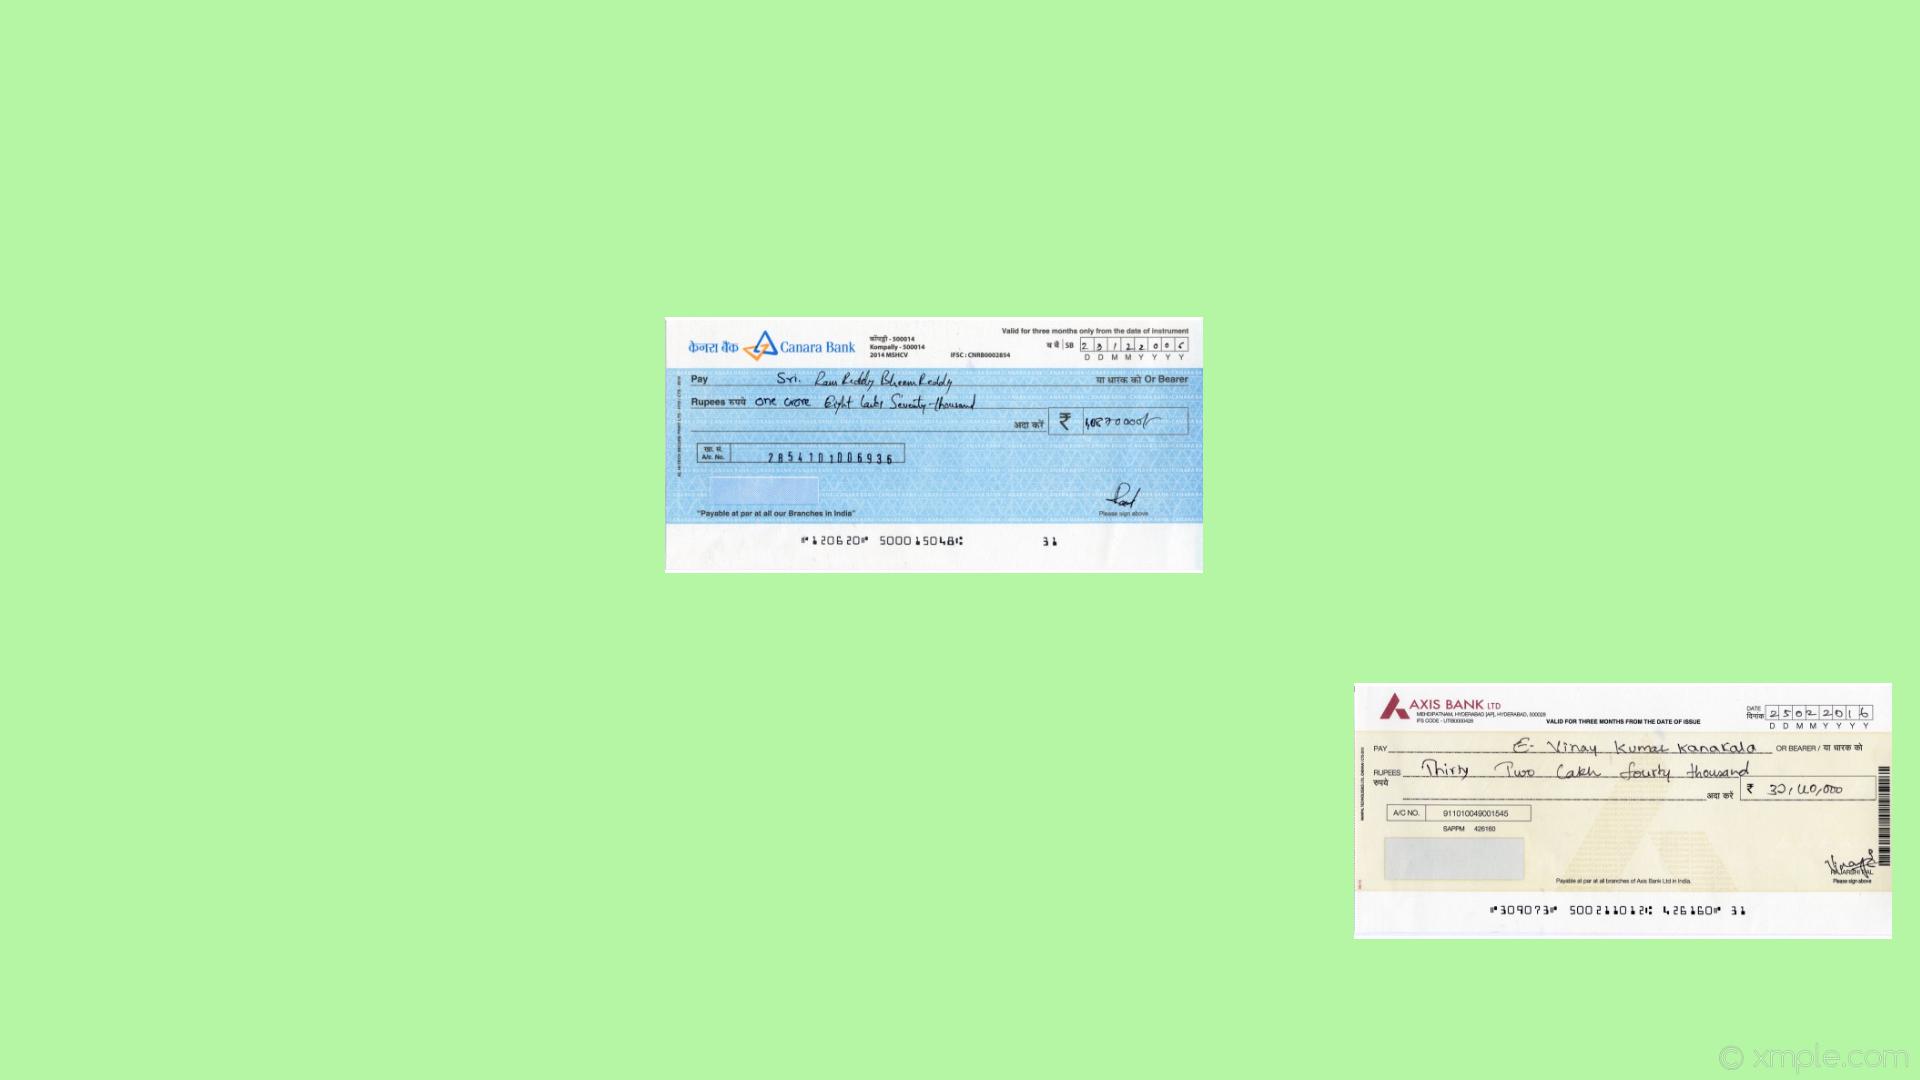 केनरा बैंक Canara Bank
कोंपल्ली - 500014
Kompally - 500014
2014 MSHCV
IFSC : CNRB0002854
Valid for three months only from the date of instrument
ब बै SB 2 3 1 2 2 0 0 6
D D M M Y Y Y Y
Pay Sri. Ram Reddy Bheem Reddy या धारक को Or Bearer
Rupees रुपये one crore Eight Lakhs Seventy-thousand
अदा करें ₹ 1,0870000/-
खा. सं.
A/c. No. 2854101006936
"Payable at par at all our Branches in India"
Please sign above
120620 500015048 31
AXIS BANK LTD
MEHDIPATNAM, HYDERABAD [AP], HYDERABAD, 500028
IFS CODE - UTIB0000426
VALID FOR THREE MONTHS FROM THE DATE OF ISSUE
DATE
दिनांक 2 5 0 2 2 0 1 6
D D M M Y Y Y Y
PAY E. Vinay Kumar Kanakala OR BEARER / या धारक को
RUPEES Thirty Two Lakh fourty thousand
रुपये
अदा करें ₹ 32,40,000
A/C NO. 911010049001545
SAPPM 426160
RAJARSHI PAL
Payable at par at all branches of Axis Bank Ltd in India.
Please sign above
309073 500211012 426160 31
© xmple.com